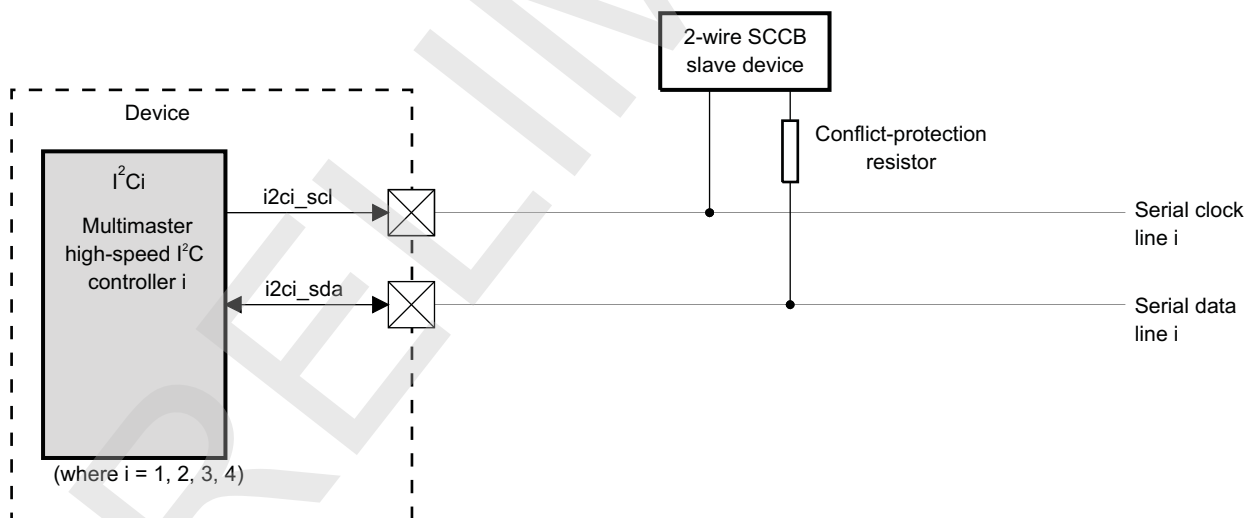 2-wire SCCB
slave device
Device
Conflict-protection
resistor
I²Ci
Multimaster
high-speed I²C
controller i
i2ci_scl
Serial clock
line i
i2ci_sda
Serial data
line i
(where i = 1, 2, 3, 4)